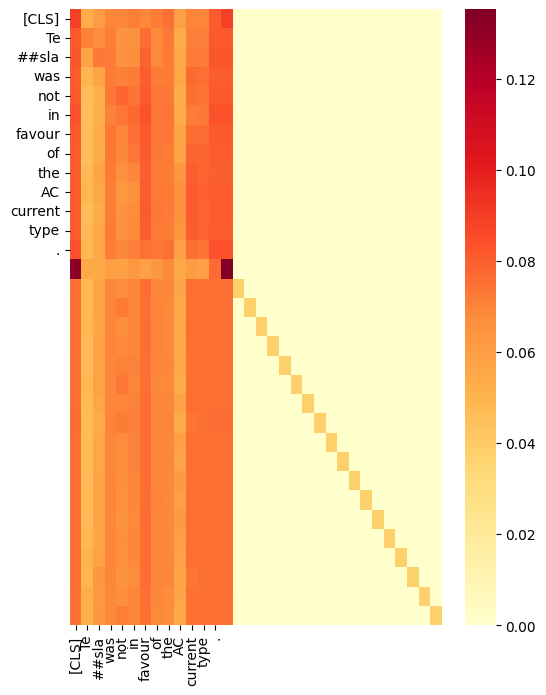 [CLS]
Te
##sla
was
not
in
favour
of
the
AC
current
type
.
0.12
0.10
0.08
0.06
0.04
0.02
0.00
[CLS]
Te
##sla
was
not
in
favour
of
the
AC
current
type
.